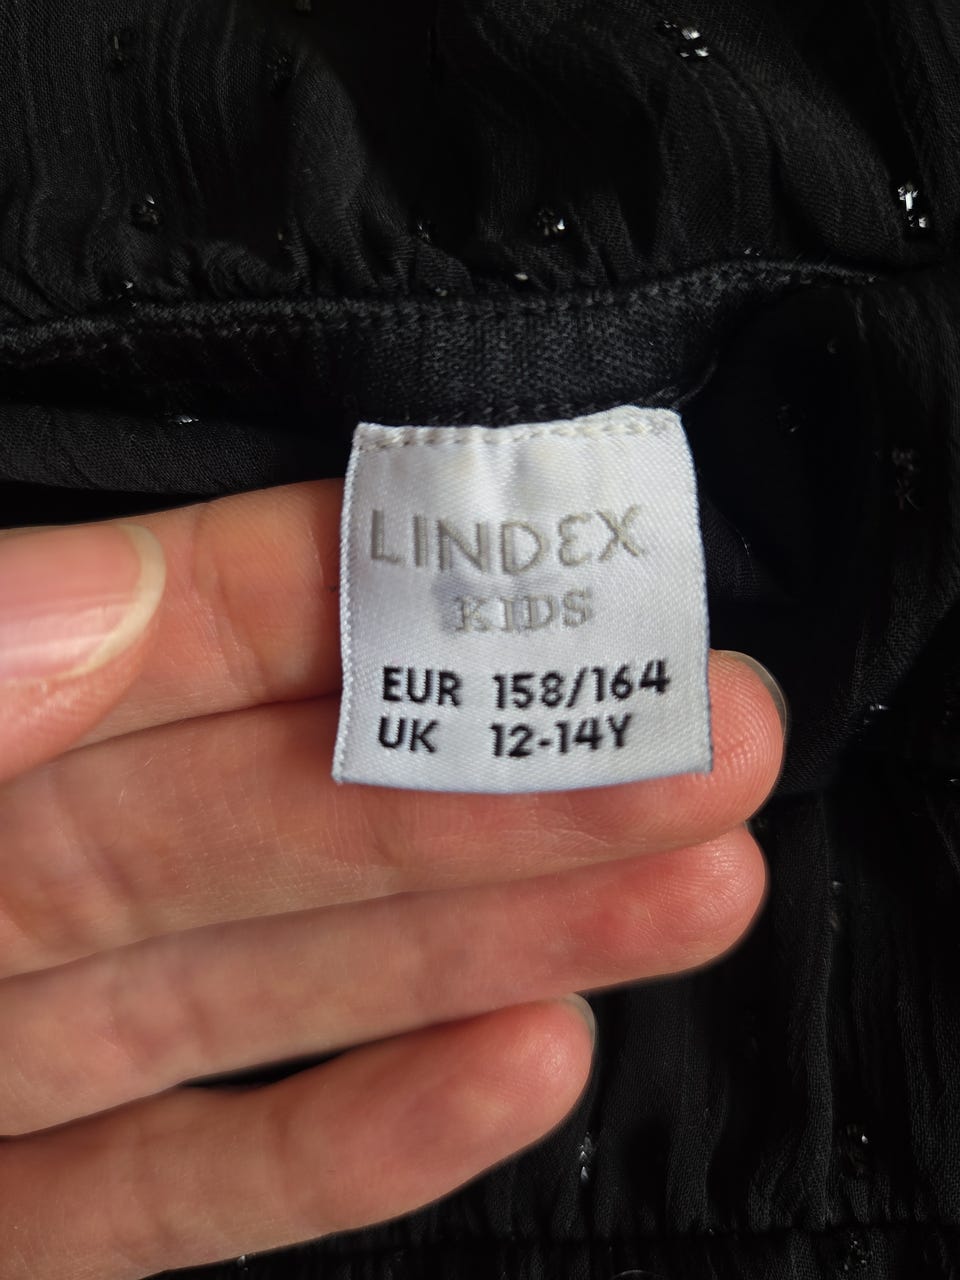 LINDEX
KIDS
EUR 158/164
UK 12-14Y